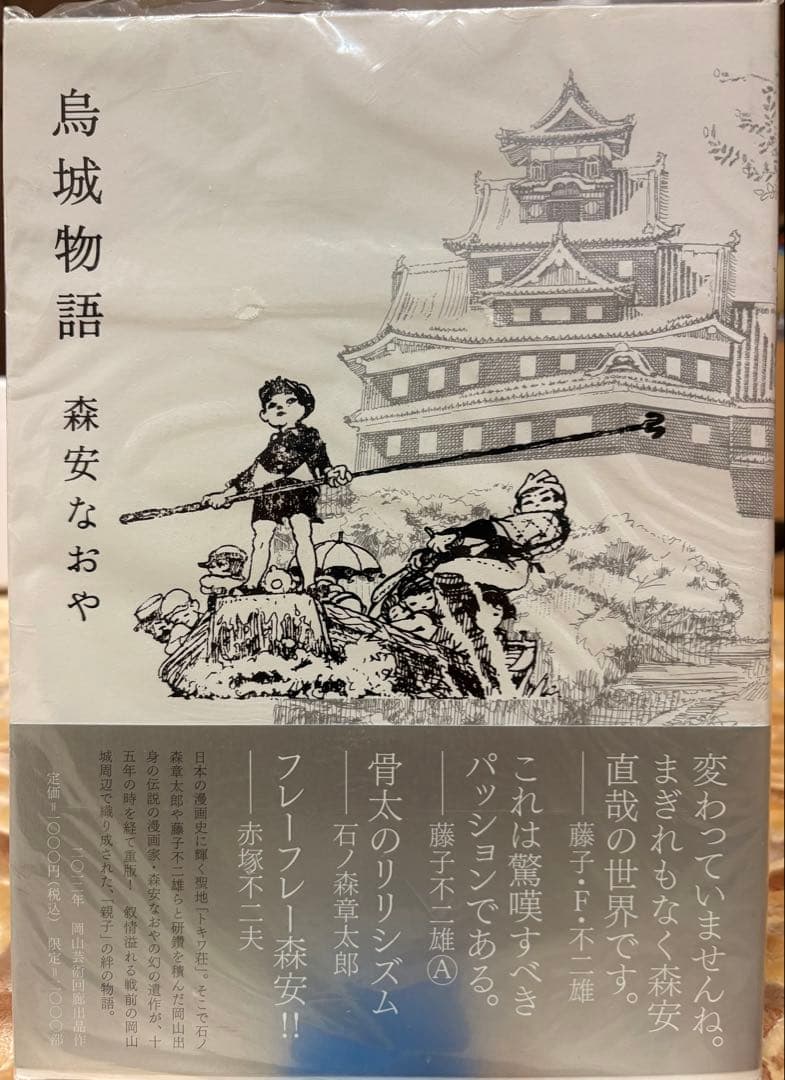 烏城物語
森安なおや
変わっていませんね。
まぎれもなく森安
直哉の世界です。
——藤子・F・不二雄
これは驚嘆すべき
パッションである。
——藤子不二雄Ⓐ
骨太のリリシズム
——石ノ森章太郎
フレーフレー森安!!
——赤塚不二夫
日本の漫画史に輝く聖地「トキワ荘」。そこで石ノ
森章太郎や藤子不二雄らと研鑽を積んだ岡山出
身の伝説の漫画家・森安なおやの幻の遺作が、十
五年の時を経て重版! 叙情溢れる戦前の岡山
城周辺で織り成された、「親子」の絆の物語。
二〇一二年 岡山芸術回廊出品作
定価=一〇〇〇円(税込) 限定=一〇〇〇部